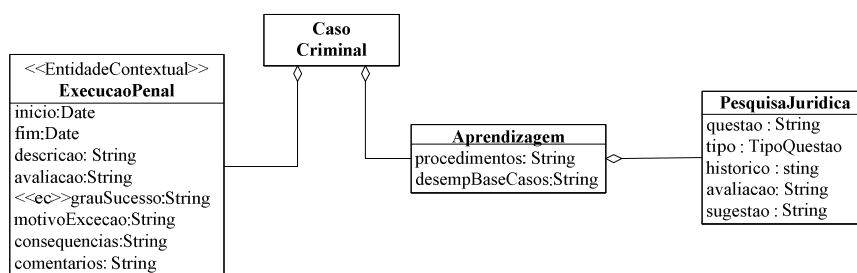 Caso
Criminal
<<EntidadeContextual>>
ExecucaoPenal
inicio:Date
fim:Date
descricao: String
avaliacao:String
<<ec>>grauSucesso:String
motivoExcecao:String
consequencias:String
comentarios: String
Aprendizagem
procedimentos: String
desempBaseCasos:String
PesquisaJuridica
questao : String
tipo : TipoQuestao
historico : sting
avaliacao: String
sugestao : String